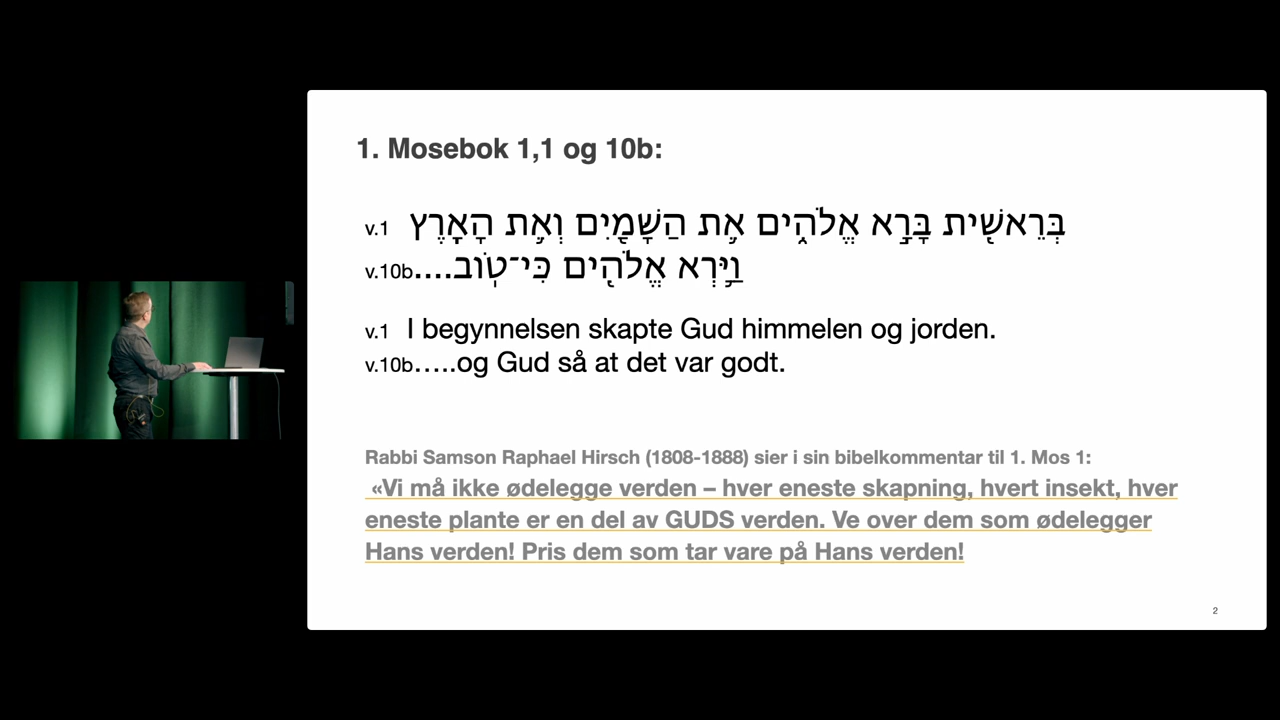 1. Mosebok 1,1 og 10b:
v.1 בְּרֵאשִׁ֖ית בָּרָ֣א אֱלֹהִ֑ים אֵ֥ת הַשָּׁמַ֖יִם וְאֵ֥ת הָאָֽרֶץ
v.10b....וַיַּ֥רְא אֱלֹהִ֖ים כִּי־טֽוֹב
v.1 I begynnelsen skapte Gud himmelen og jorden.
v.10b.....og Gud så at det var godt.
Rabbi Samson Raphael Hirsch (1808-1888) sier i sin bibelkommentar til 1. Mos 1:
«Vi må ikke ødelegge verden – hver eneste skapning, hvert insekt, hver
eneste plante er en del av GUDS verden. Ve over dem som ødelegger
Hans verden! Pris dem som tar vare på Hans verden!
2